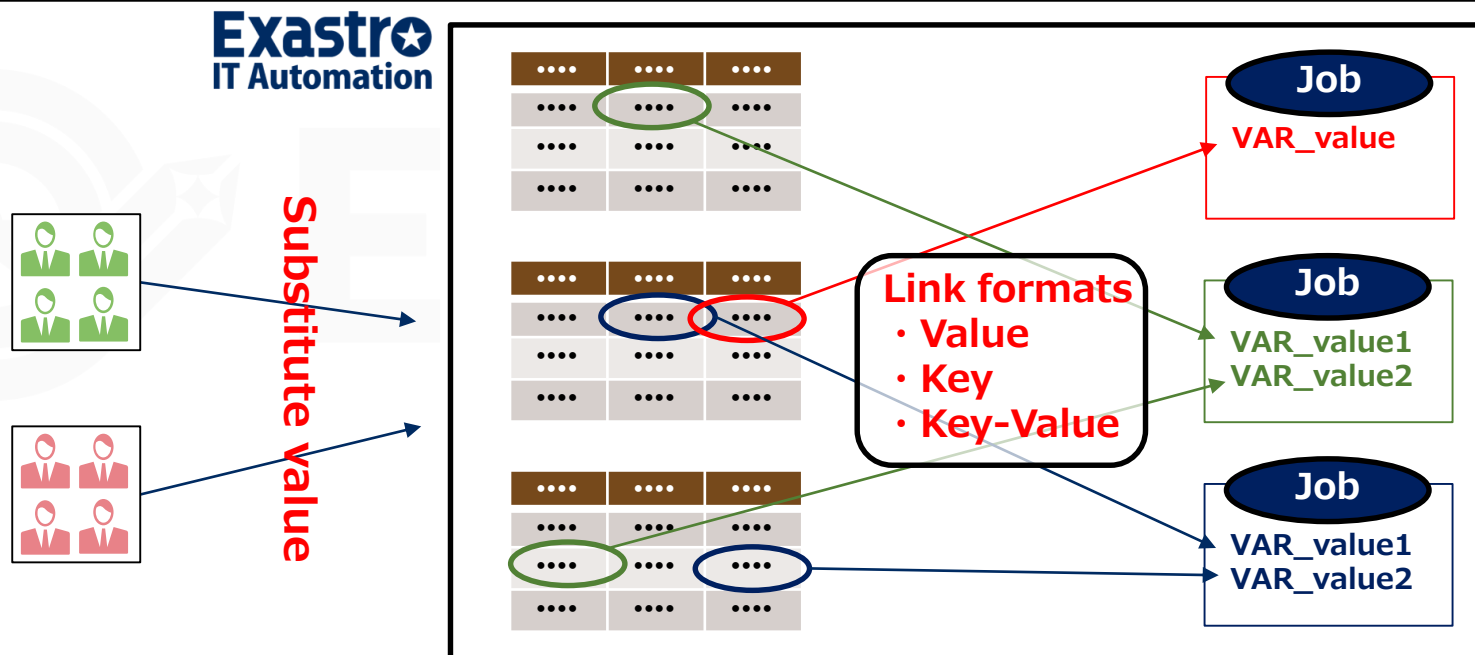 Exastro
IT Automation
Substitute value
•••• •••• ••••
•••• •••• ••••
•••• •••• ••••
•••• •••• ••••
•••• •••• ••••
•••• •••• ••••
•••• •••• ••••
•••• •••• ••••
•••• •••• ••••
•••• •••• ••••
•••• •••• ••••
•••• •••• ••••
Link formats
・Value
・Key
・Key-Value
Job
VAR_value
Job
VAR_value1
VAR_value2
Job
VAR_value1
VAR_value2